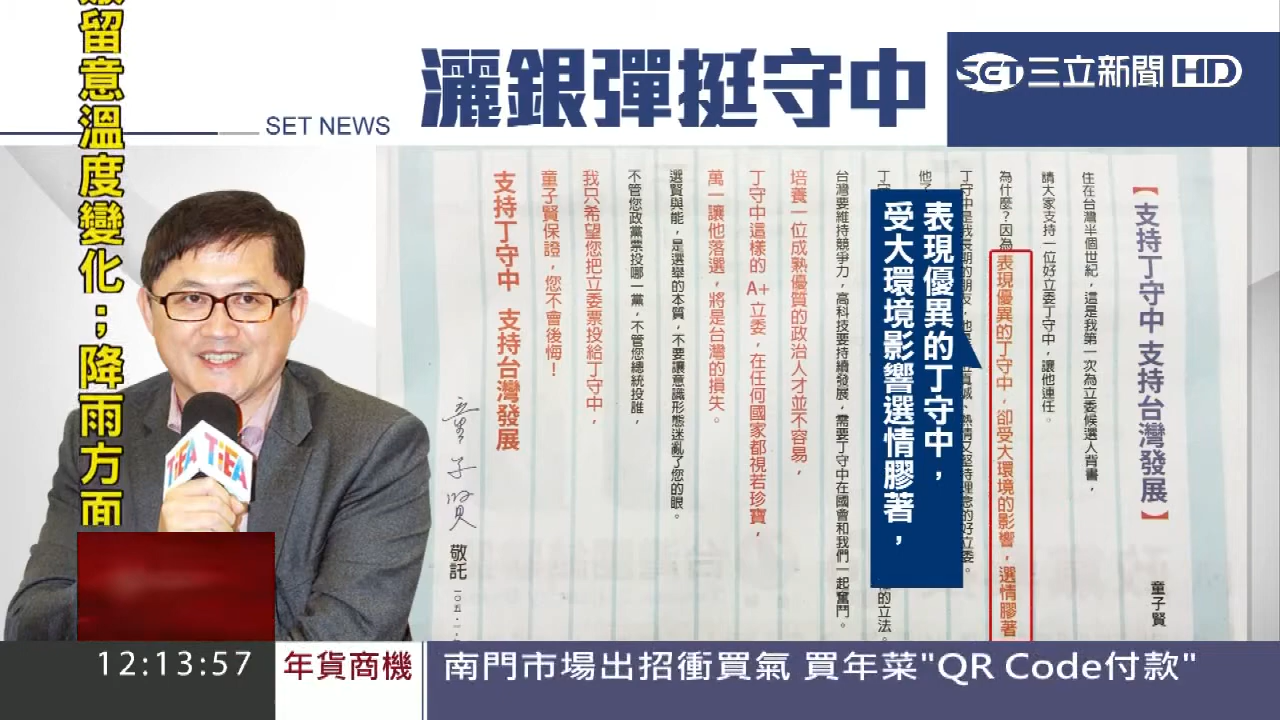 灑銀彈挺守中
SET NEWS
SET三立新聞HD
留意溫度變化；降雨方面
【支持丁守中 支持台灣發展】
童子賢
住在台灣半個世紀，這是我第一次為立委候選人背書，
請大家支持一位好立委丁守中，讓他連任。
為什麼？因為表現優異的丁守中，卻受大環境的影響，選情膠著
丁守中是我長期的朋友，
表現優異的丁守中，
受大環境影響選情膠著，
台灣要維持競爭力，高科技要持續發展，需要丁守中在國會和我們一起奮鬥。
培養一位成熟優質的政治人才並不容易，
丁守中這樣的 A+ 立委，在任何國家都視若珍寶，
萬一讓他落選，將是台灣的損失。
選賢與能，是選舉的本質，不要讓意識形態迷亂了您的眼。
不管您政黨票投哪一黨，不管您總統投誰，
我只希望您把立委票投給丁守中，
童子賢保證，您不會後悔！
支持丁守中 支持台灣發展
童子賢 敬託
TiEA TiEA
12:13:57
年貨商機
南門市場出招衝買氣 買年菜"QR Code付款"